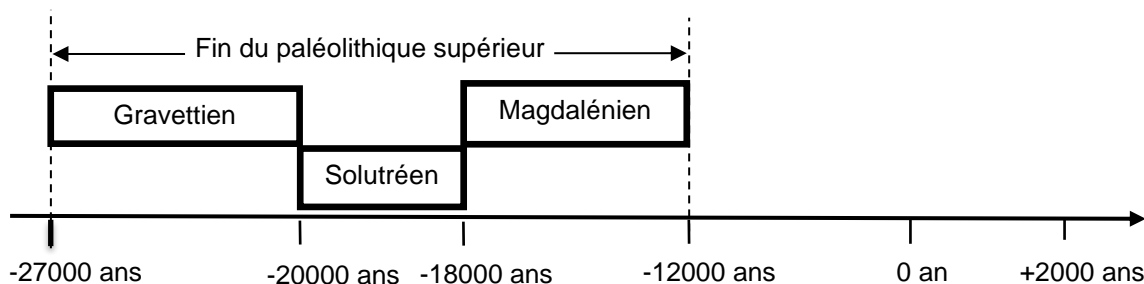 Fin du paléolithique supérieur
Gravettien
Magdalénien
Solutréen
-27000 ans
-20000 ans
-18000 ans
-12000 ans
0 an
+2000 ans